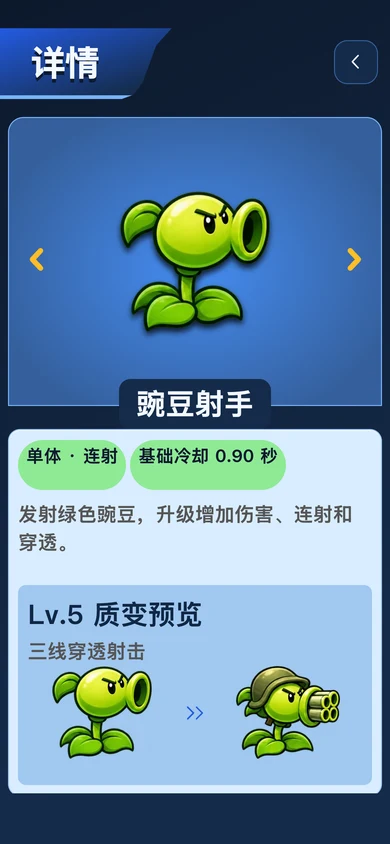 详情
豌豆射手
单体 · 连射
基础冷却 0.90 秒
发射绿色豌豆，升级增加伤害、连射和
穿透。
Lv.5 质变预览
三线穿透射击